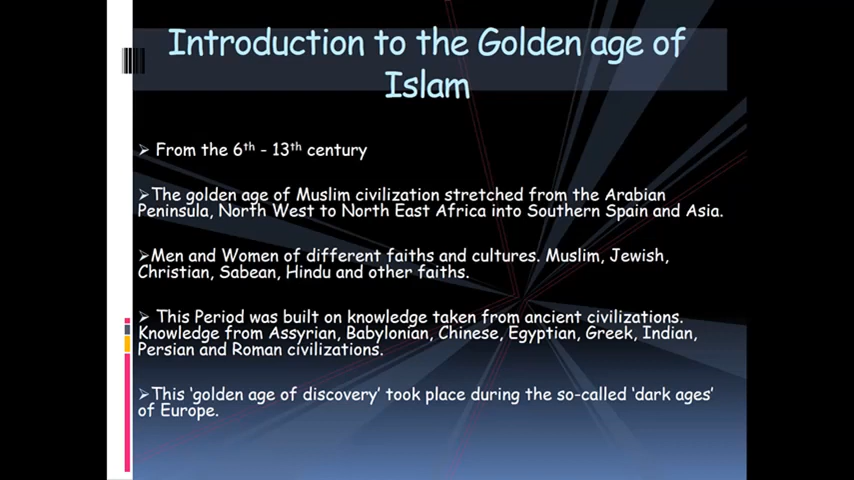 Introduction to the Golden age of
Islam
➢ From the 6th - 13th century
➢The golden age of Muslim civilization stretched from the Arabian
Peninsula, North West to North East Africa into Southern Spain and Asia.
➢Men and Women of different faiths and cultures. Muslim, Jewish,
Christian, Sabean, Hindu and other faiths.
➢ This Period was built on knowledge taken from ancient civilizations.
Knowledge from Assyrian, Babylonian, Chinese, Egyptian, Greek, Indian,
Persian and Roman civilizations.
➢This ‘golden age of discovery’ took place during the so-called ‘dark ages’
of Europe.